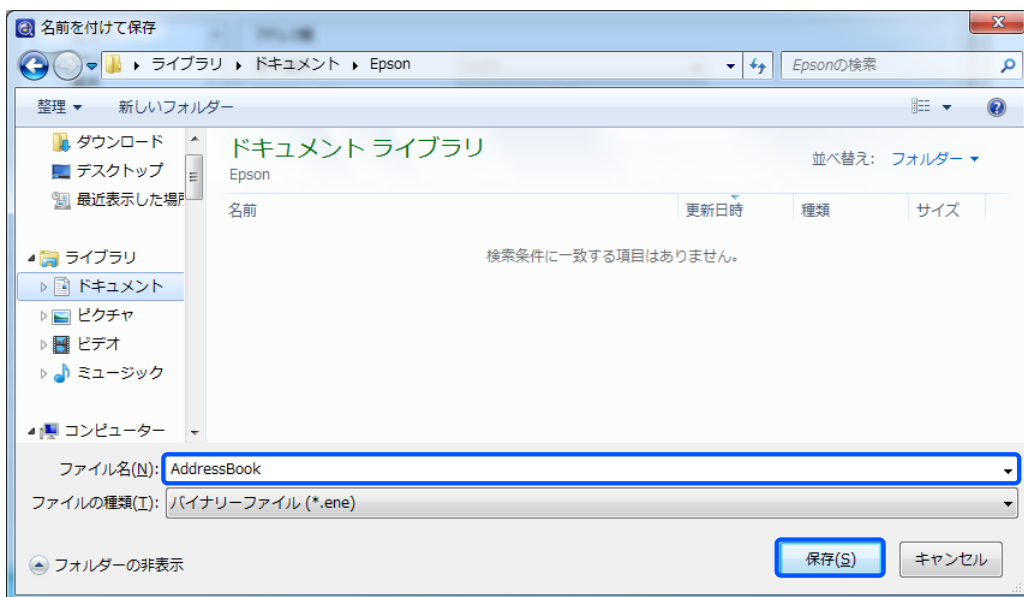 名前を付けて保存
ライブラリ ▸ ドキュメント ▸ Epson
Epsonの検索
整理 新しいフォルダー
ダウンロード
デスクトップ
最近表示した場所
ライブラリ
ドキュメント
ピクチャ
ビデオ
ミュージック
コンピューター
ドキュメント ライブラリ
Epson
並べ替え: フォルダー
名前 更新日時 種類 サイズ
検索条件に一致する項目はありません。
ファイル名(N): AddressBook
ファイルの種類(T): バイナリーファイル (*.ene)
フォルダーの非表示
保存(S) キャンセル